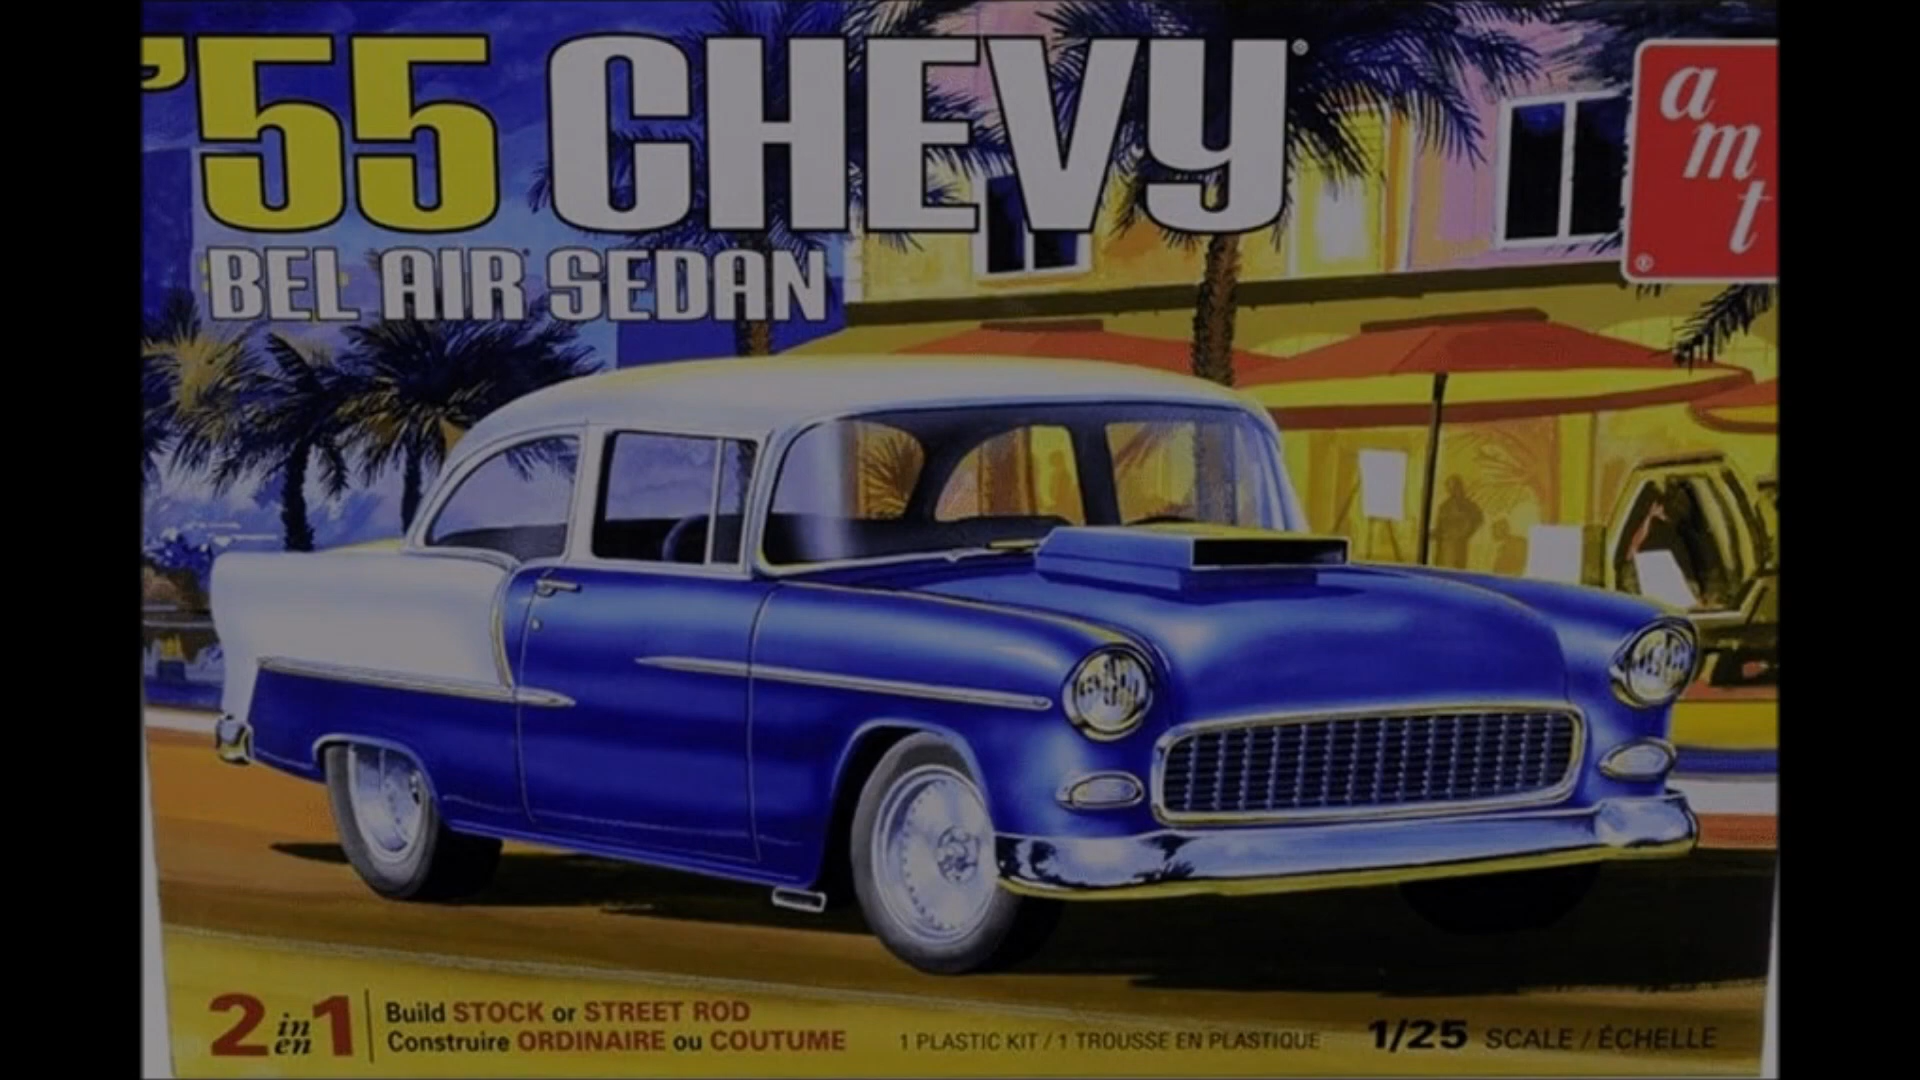 '55 CHEVY®
BEL AIR SEDAN
a
m
t
®
2 in en 1
Build STOCK or STREET ROD
Construire ORDINAIRE ou COUTUME
1 PLASTIC KIT / 1 TROUSSE EN PLASTIQUE
1/25 SCALE / ÉCHELLE